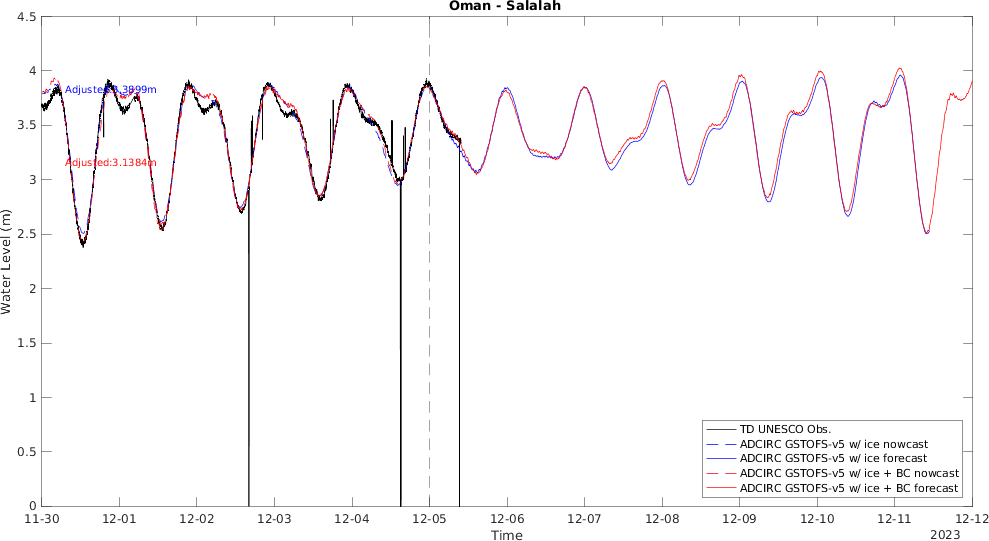 Oman - Salalah
4.5
4
3.5
3
2.5
2
1.5
1
0.5
0
Water Level (m)
Adjusted:3.3899m
Adjusted:3.1384m
TD UNESCO Obs.
ADCIRC GSTOFS-v5 w/ ice nowcast
ADCIRC GSTOFS-v5 w/ ice forecast
ADCIRC GSTOFS-v5 w/ ice + BC nowcast
ADCIRC GSTOFS-v5 w/ ice + BC forecast
11-30 12-01 12-02 12-03 12-04 12-05 12-06 12-07 12-08 12-09 12-10 12-11 12-12
Time
2023